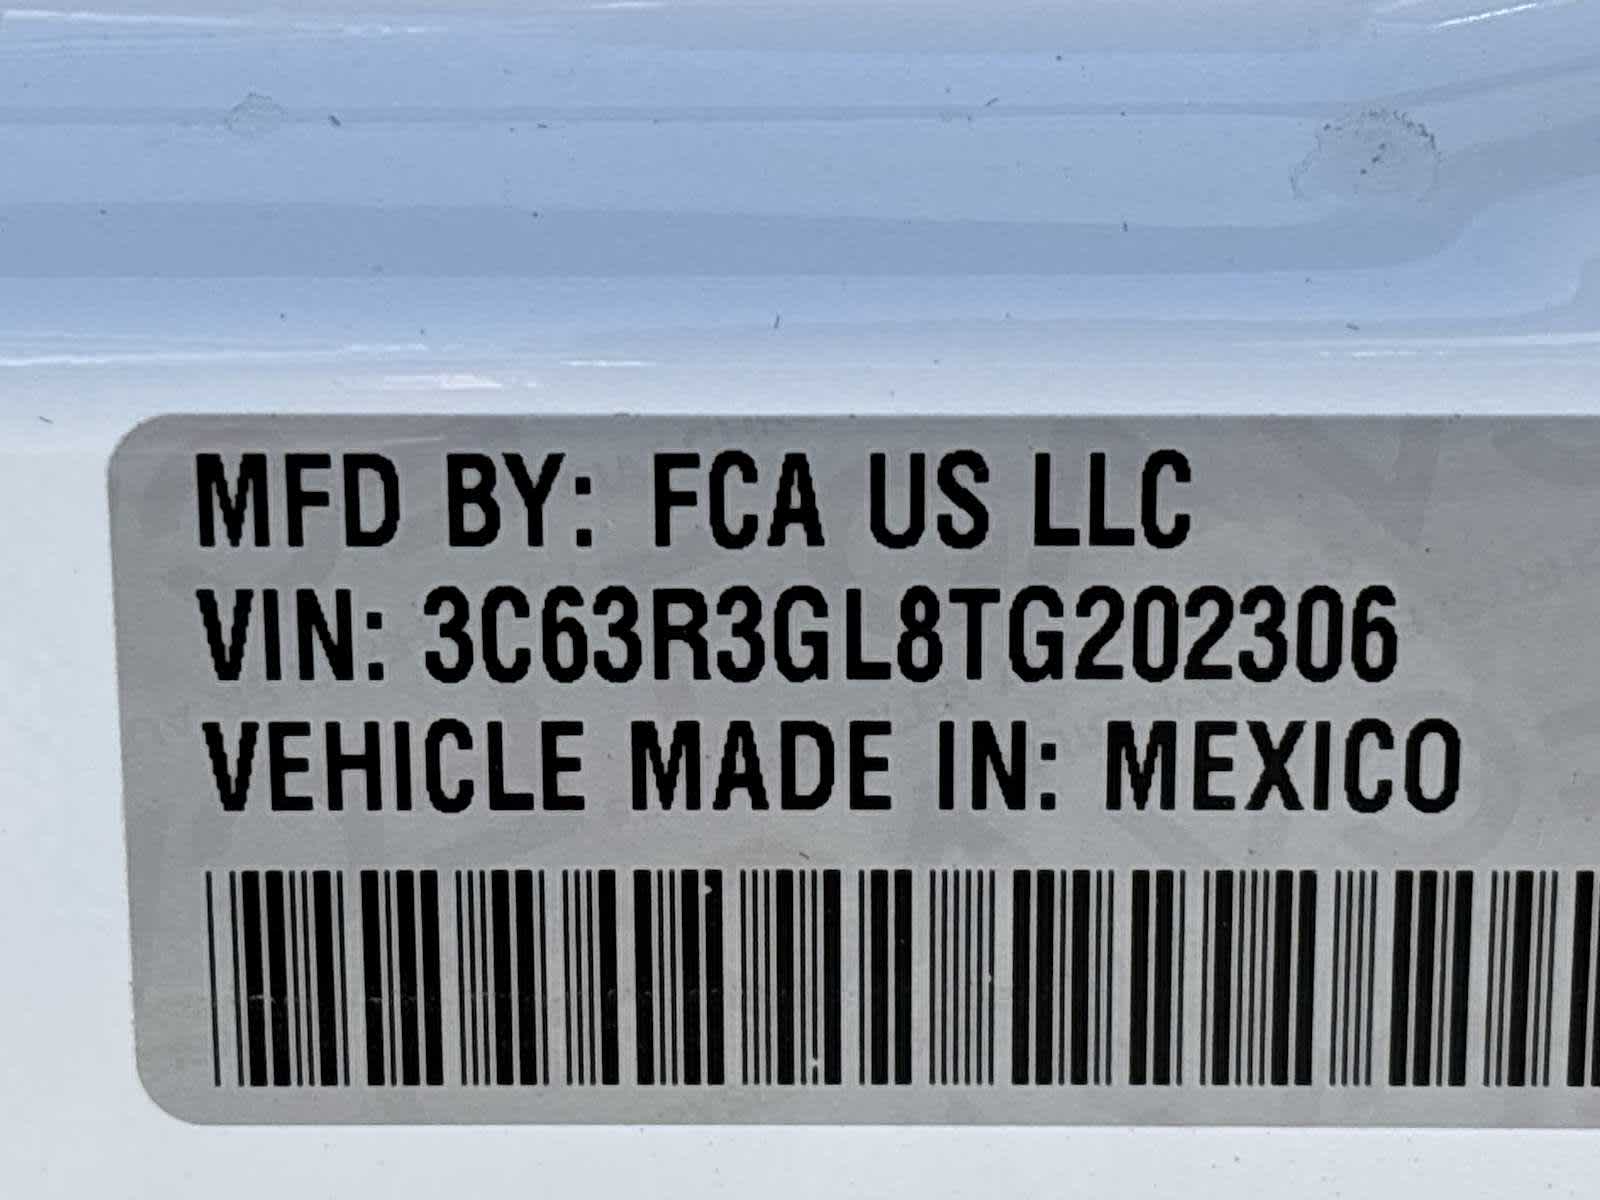 MFD BY: FCA US LLC
VIN: 3C63R3GL8TG202306
VEHICLE MADE IN: MEXICO